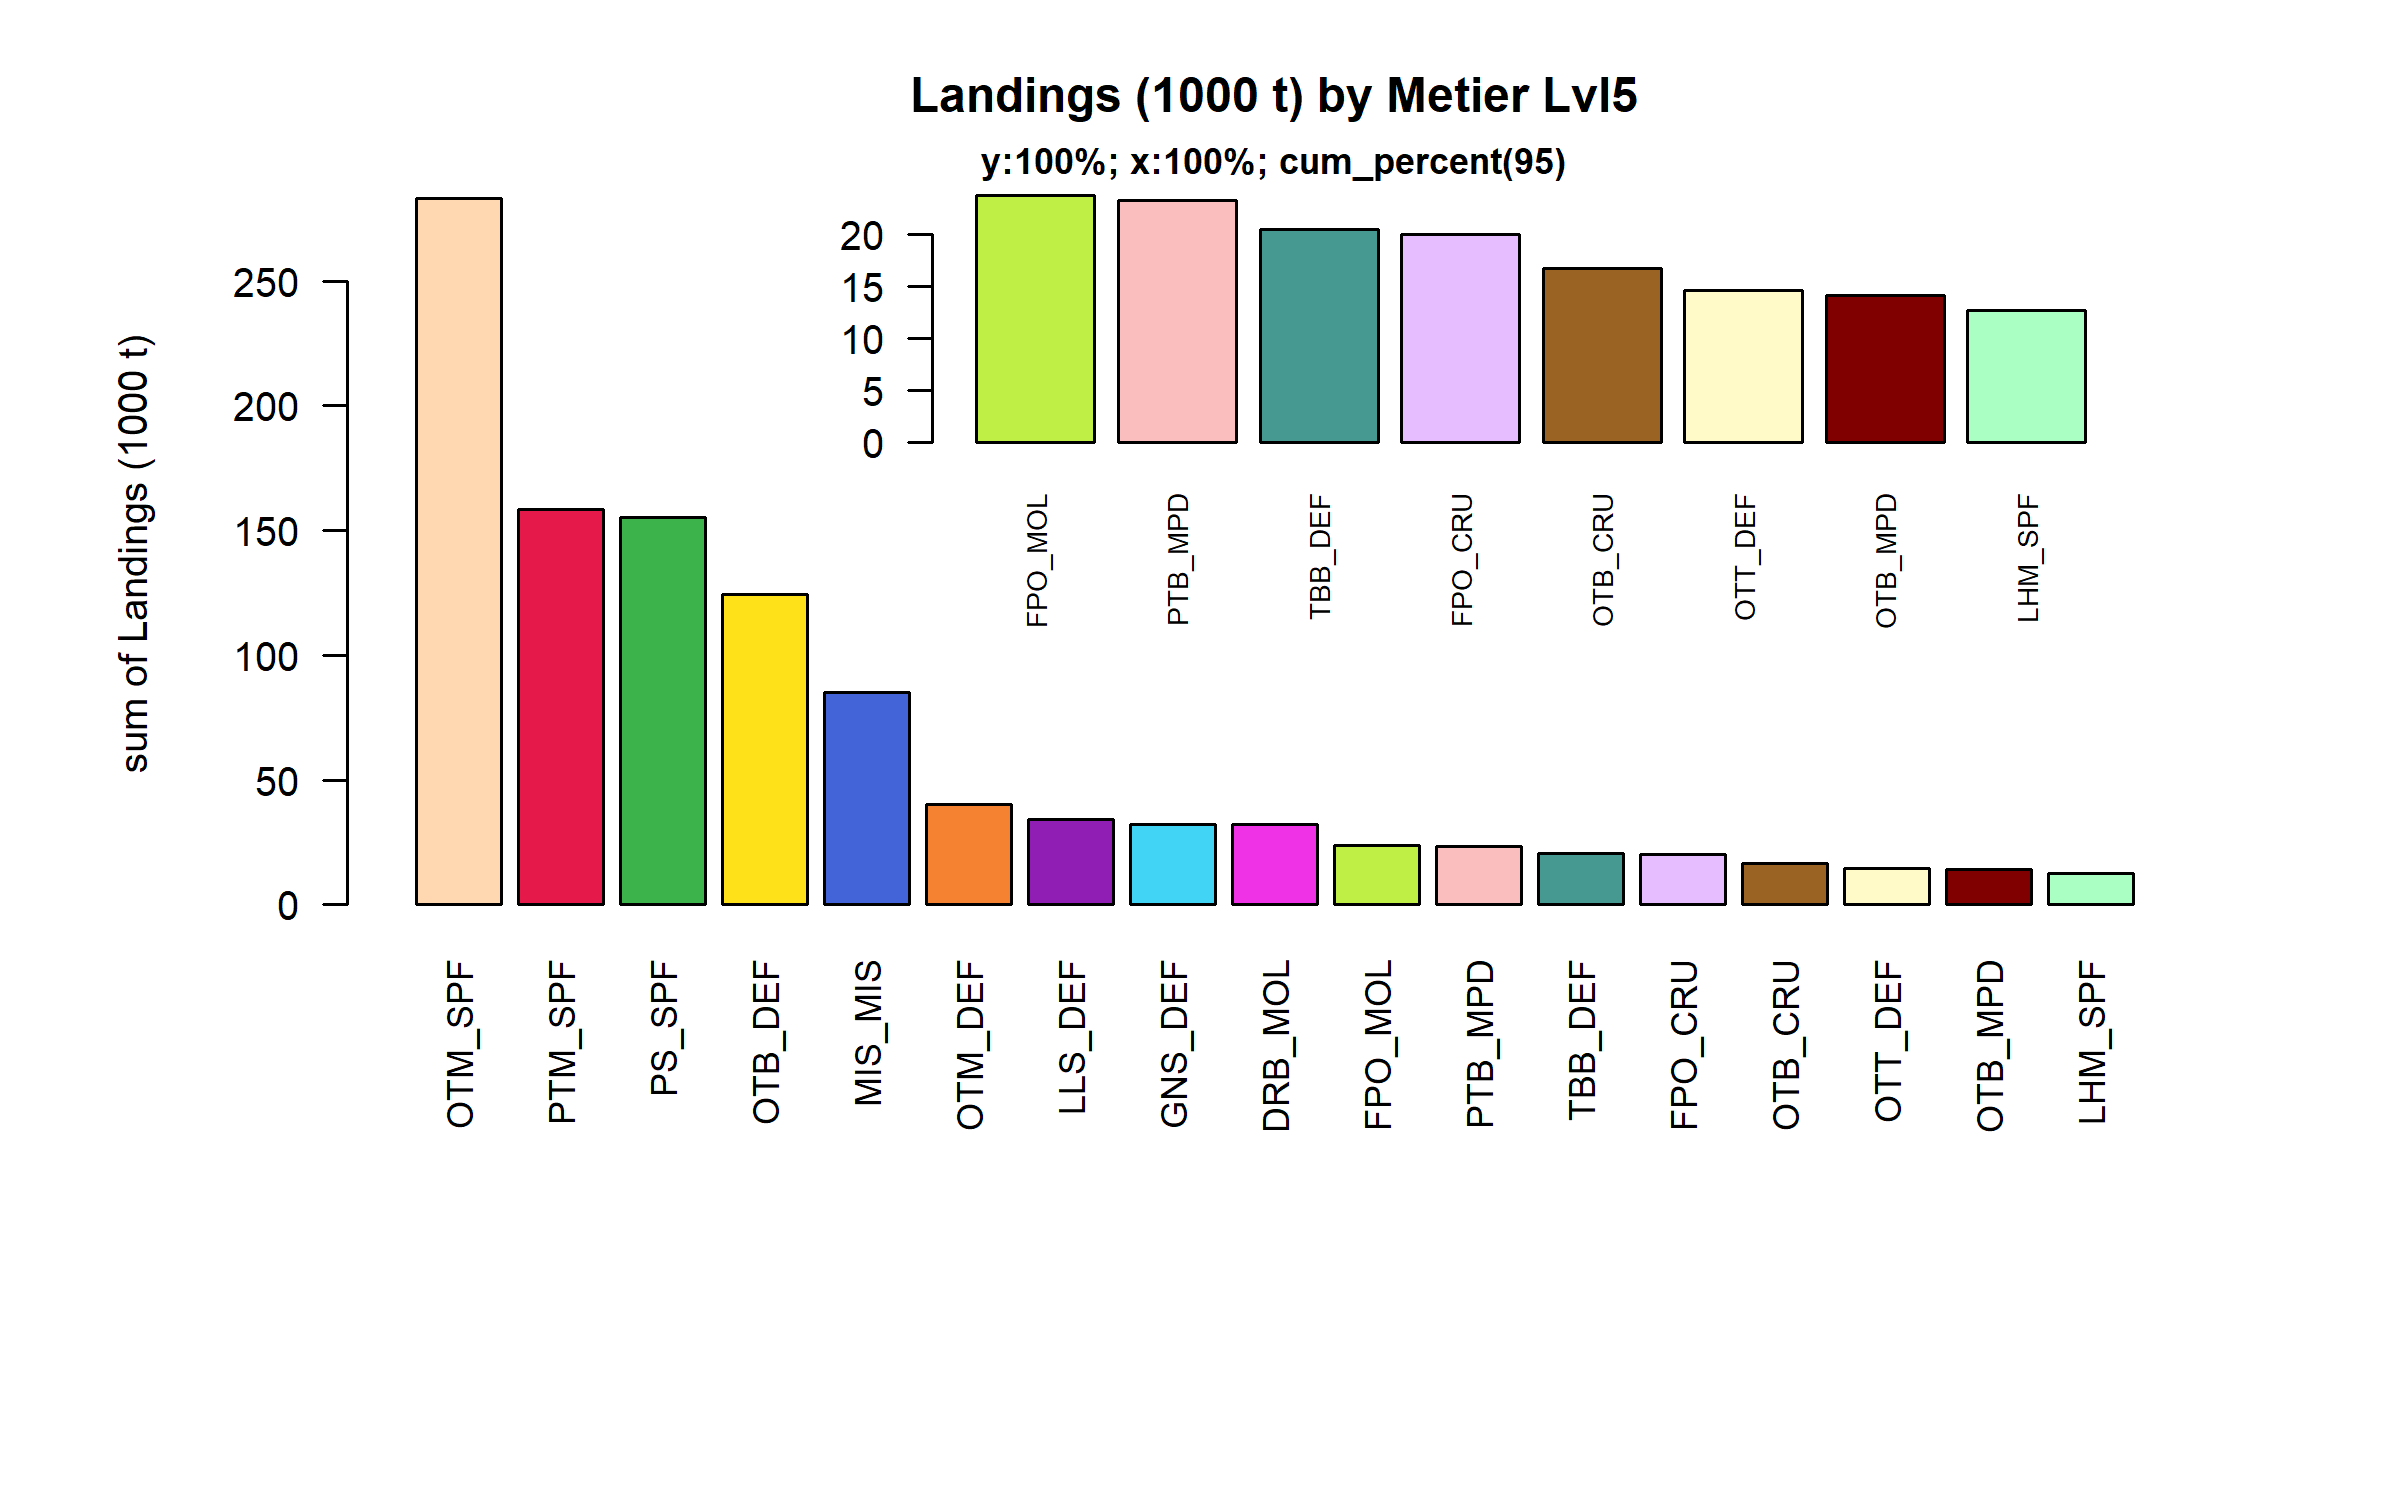 Landings (1000 t) by Metier Lvl5
y:100%; x:100%; cum_percent(95)
sum of Landings (1000 t)
250
200
150
100
50
0
20
15
10
5
0
FPO_MOL
PTB_MPD
TBB_DEF
FPO_CRU
OTB_CRU
OTT_DEF
OTB_MPD
LHM_SPF
OTM_SPF
PTM_SPF
PS_SPF
OTB_DEF
MIS_MIS
OTM_DEF
LLS_DEF
GNS_DEF
DRB_MOL
FPO_MOL
PTB_MPD
TBB_DEF
FPO_CRU
OTB_CRU
OTT_DEF
OTB_MPD
LHM_SPF